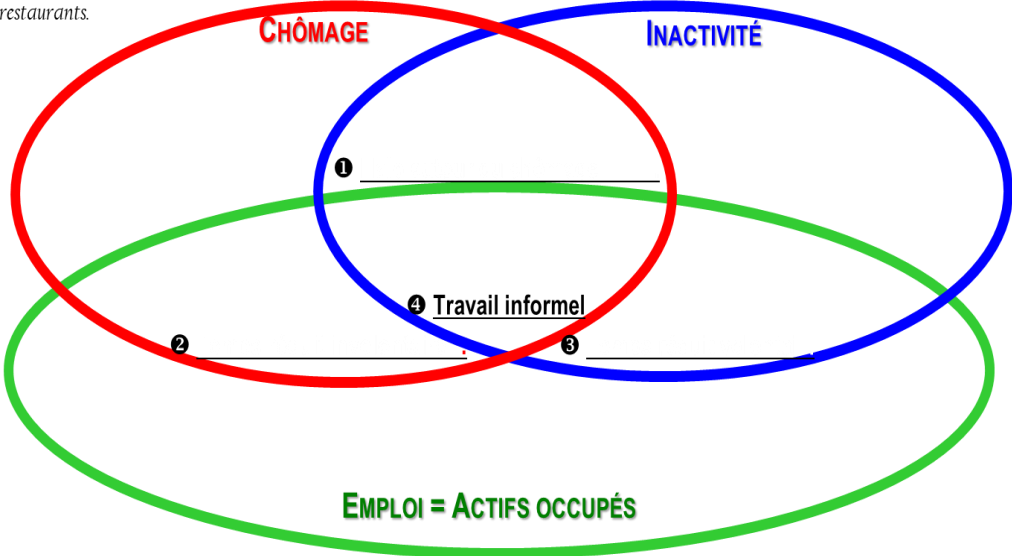 restaurants.
CHÔMAGE
INACTIVITÉ
❶
❹ Travail informel
❷
❸
EMPLOI = ACTIFS OCCUPÉS